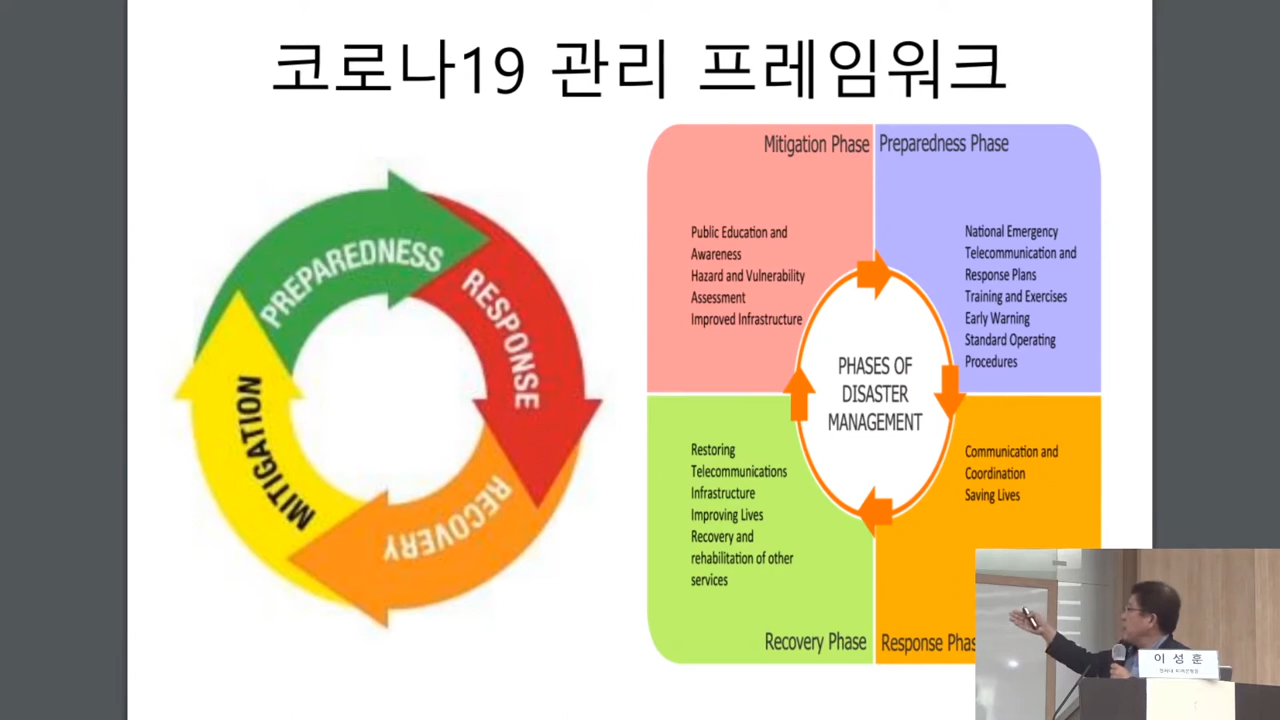 코로나19 관리 프레임워크
PREPAREDNESS
RESPONSE
RECOVERY
MITIGATION
Mitigation Phase
Public Education and
Awareness
Hazard and Vulnerability
Assessment
Improved Infrastructure
Preparedness Phase
National Emergency
Telecommunication and
Response Plans
Training and Exercises
Early Warning
Standard Operating
Procedures
PHASES OF
DISASTER
MANAGEMENT
Restoring
Telecommunications
Infrastructure
Improving Lives
Recovery and
rehabilitation of other
services
Recovery Phase
Communication and
Coordination
Saving Lives
Response Phas
이 성 훈